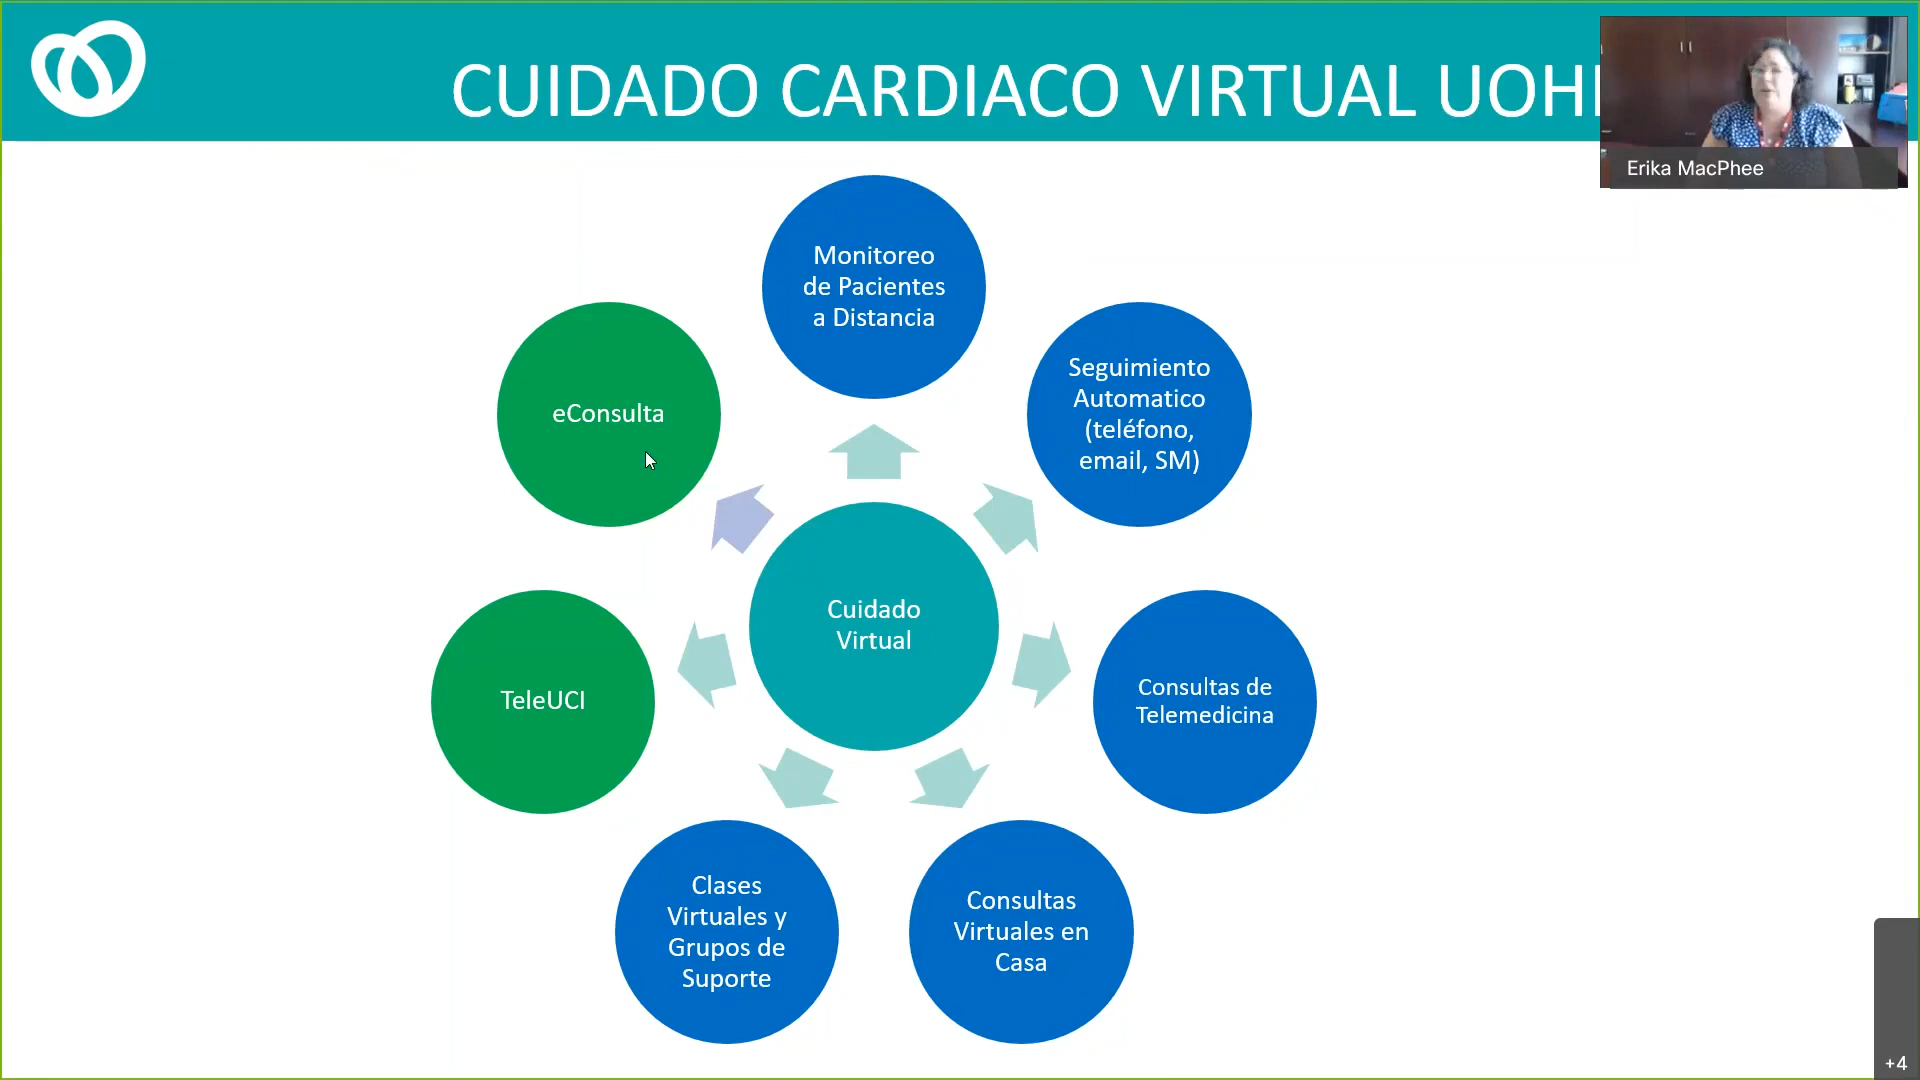 CUIDADO CARDIACO VIRTUAL
Erika MacPhee
Monitoreo
de Pacientes
a Distancia
Seguimiento
Automatico
(teléfono,
email, SM)
Consultas de
Telemedicina
Consultas
Virtuales en
Casa
Clases
Virtuales y
Grupos de
Suporte
TeleUCI
eConsulta
Cuidado
Virtual
+4